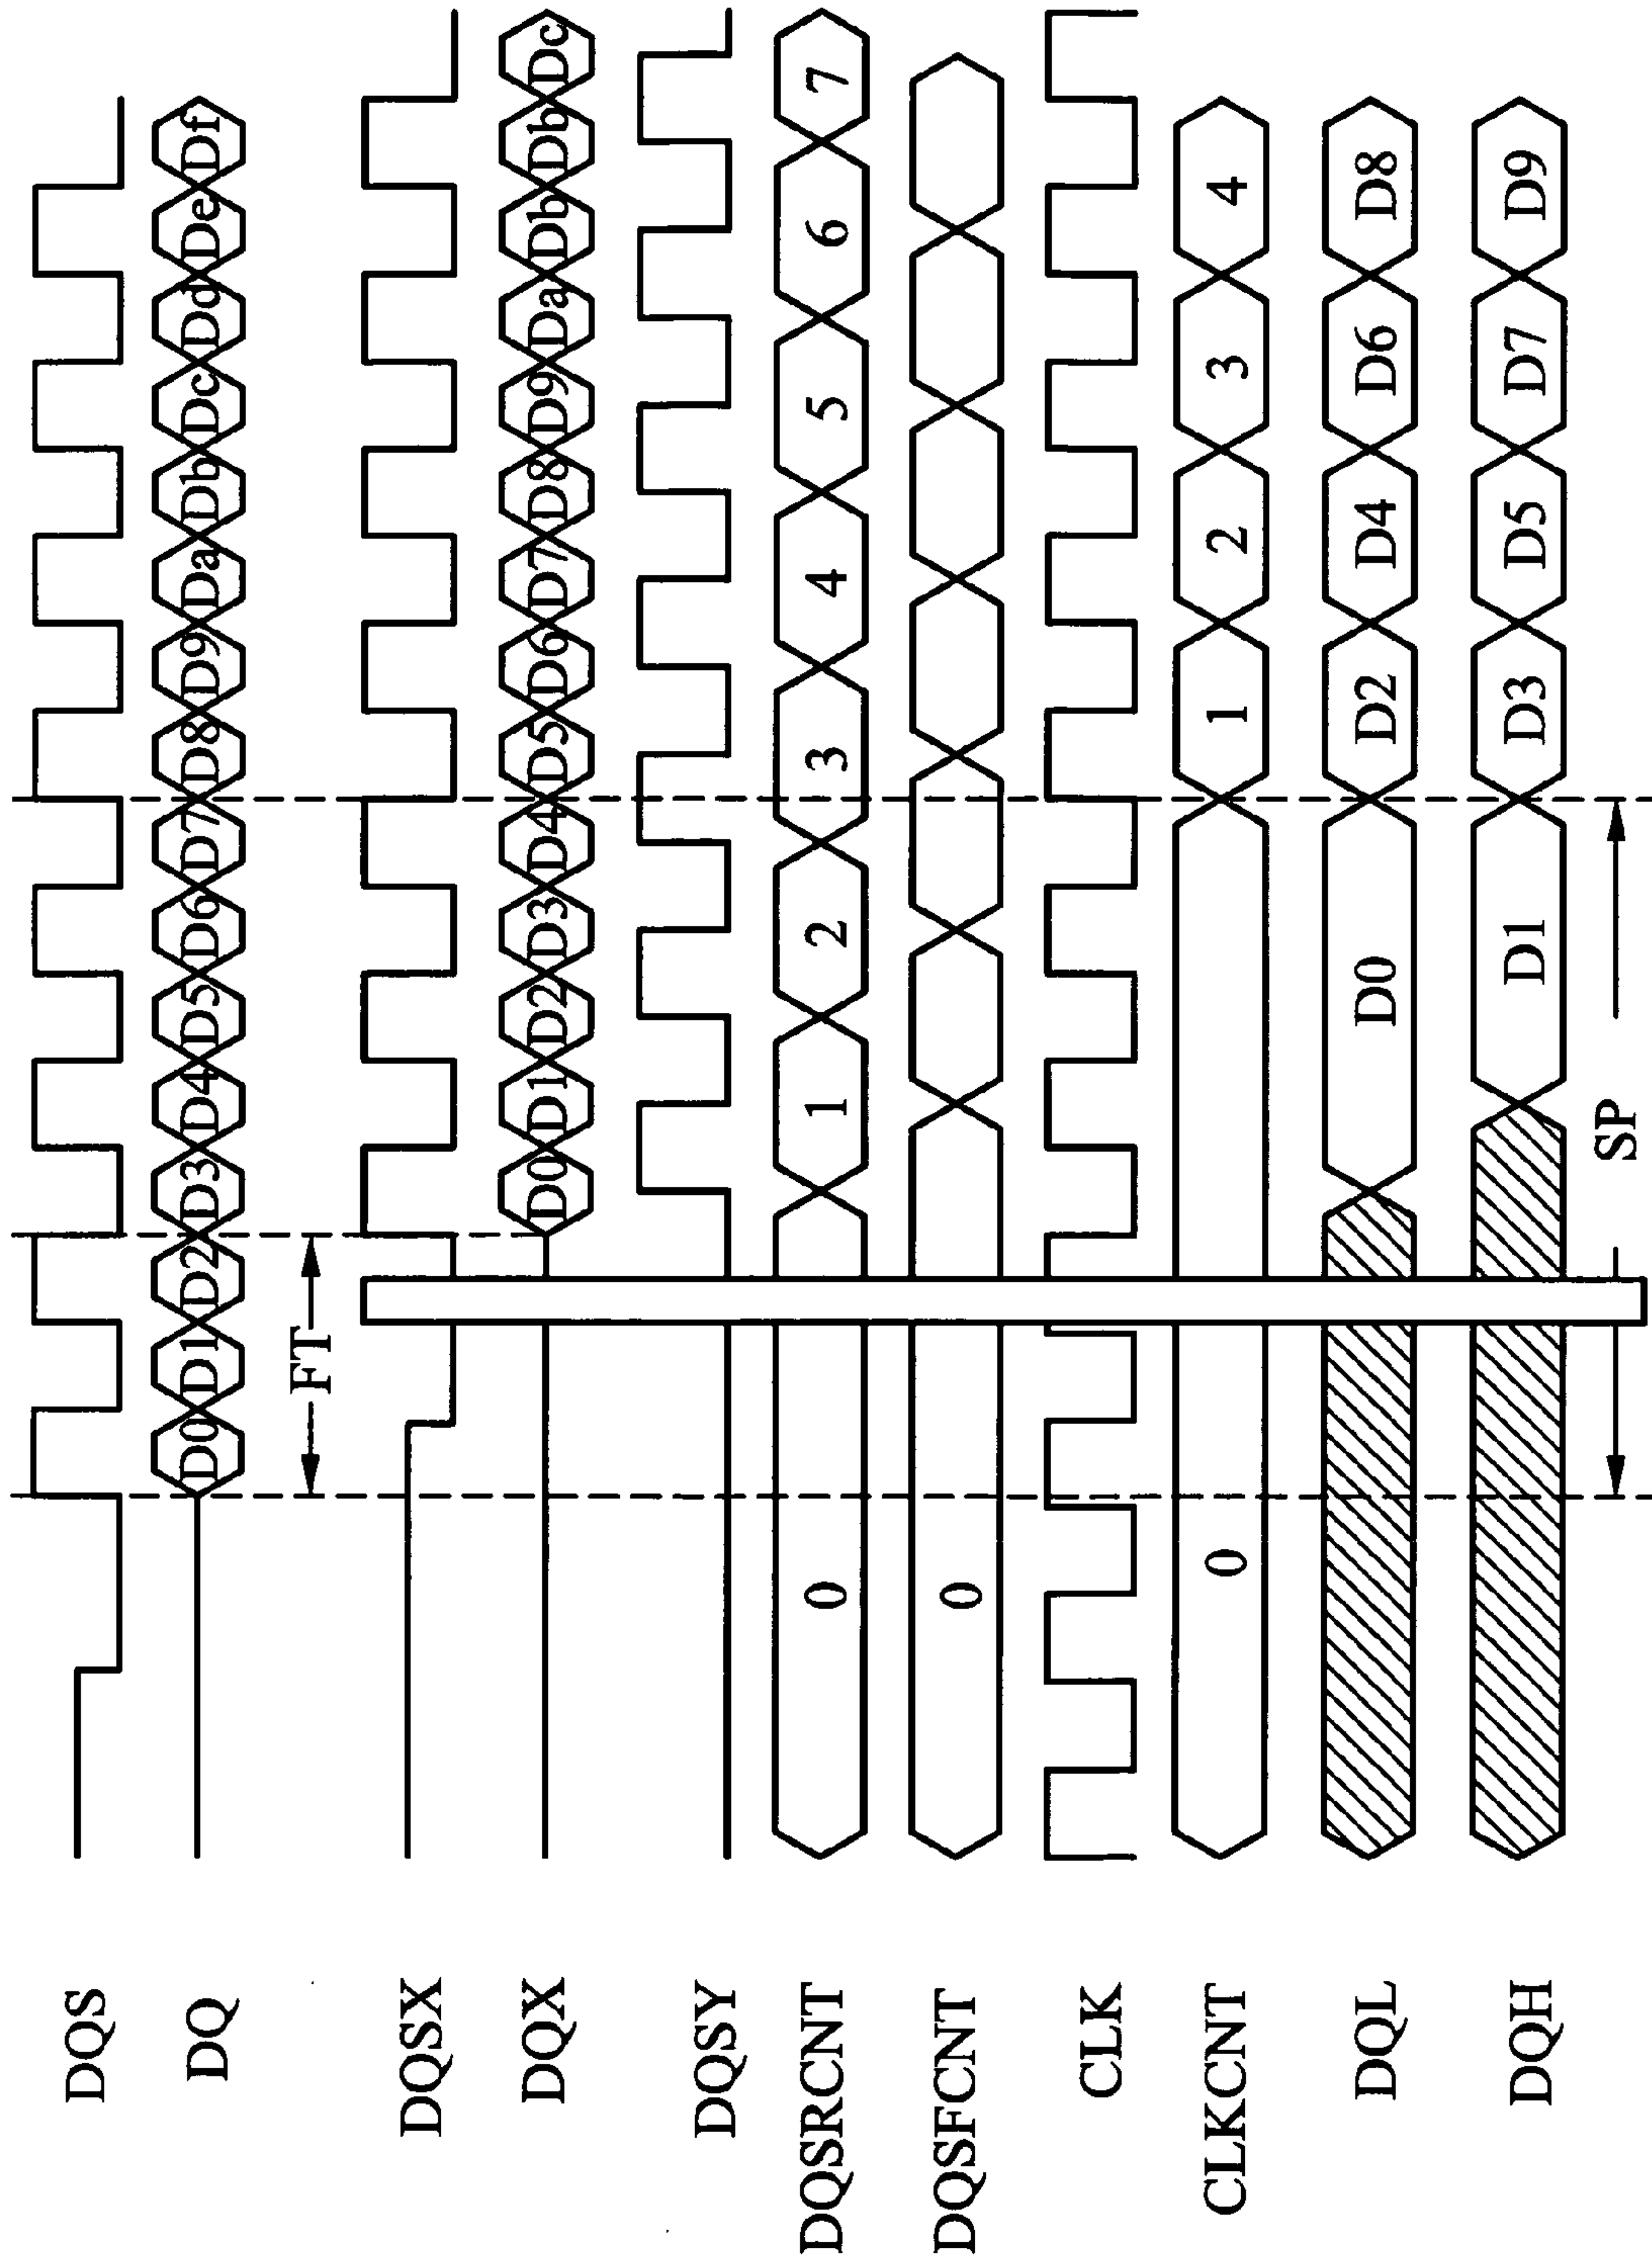 DQS
D0 D1 D2 D3 D4 D5 D6 D7 D8 D9 Da Db Dc Dd De Df
DQ
FT
DQSX
D0 D1 D2 D3 D4 D5 D6 D7 D8 D9 Da Db Db Dc
DQX
DQSY
0 1 2 3 4 5 6 7
DQSRCNT
0
DQSFCNT
CLK
0 1 2 3 4
CLKCNT
D0 D2 D4 D6 D8
DQL
D1 D3 D5 D7 D9
DQH
SP